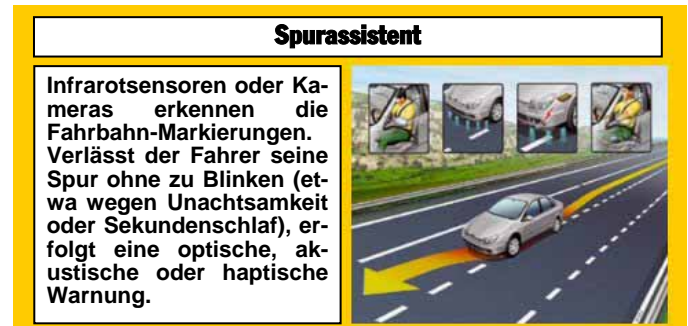 Spurassistent
Infrarotsensoren oder Ka-
meras erkennen die
Fahrbahn-Markierungen.
Verlässt der Fahrer seine
Spur ohne zu Blinken (et-
wa wegen Unachtsamkeit
oder Sekundenschlaf), er-
folgt eine optische, ak-
ustische oder haptische
Warnung.